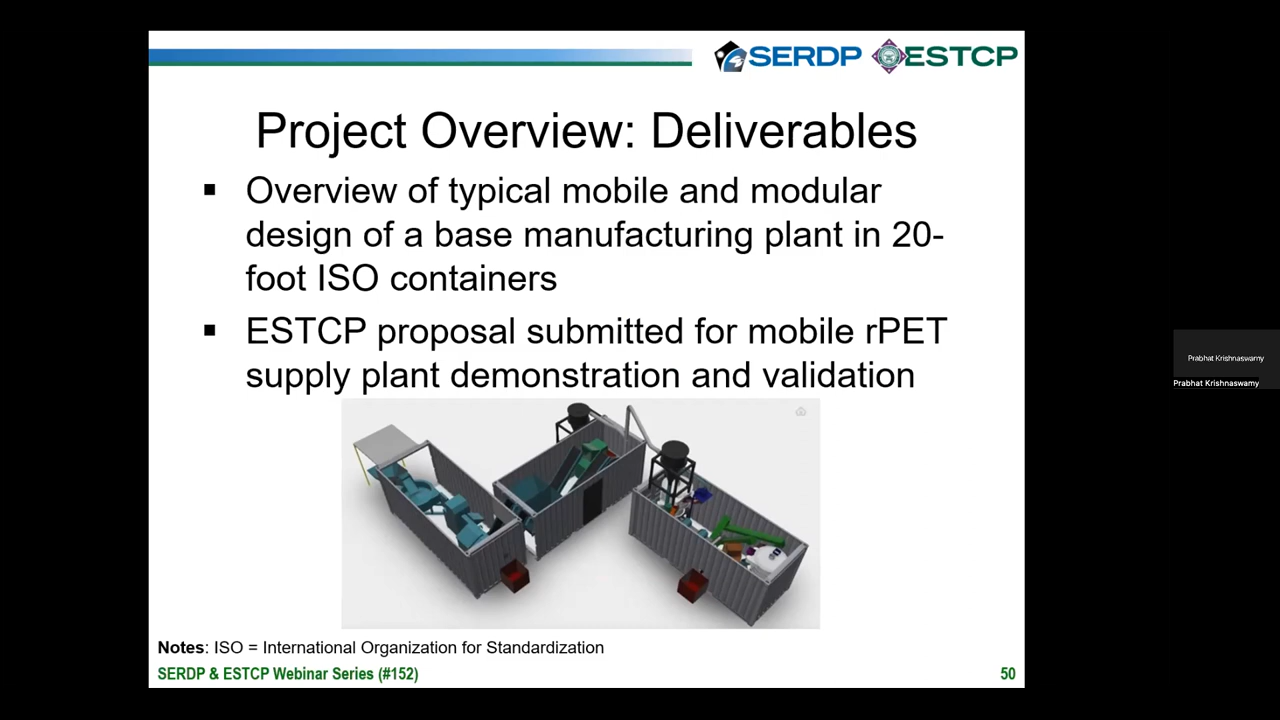 SERDP ESTCP
Project Overview: Deliverables
▪ Overview of typical mobile and modular
design of a base manufacturing plant in 20-
foot ISO containers
▪ ESTCP proposal submitted for mobile rPET
supply plant demonstration and validation
Prabhat Krishnaswamy
Prabhat Krishnaswamy
Notes: ISO = International Organization for Standardization
SERDP & ESTCP Webinar Series (#152)
50